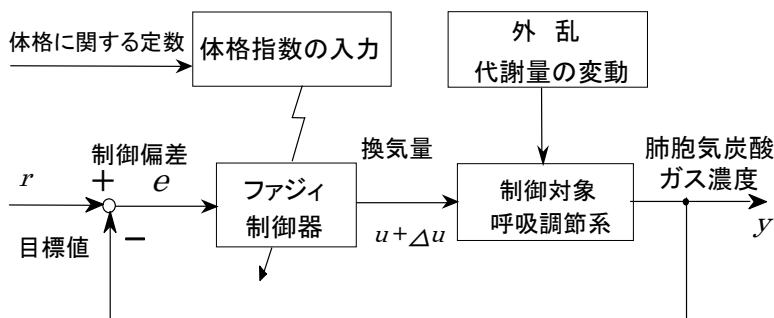 体格に関する定数
体格指数の入力
外 乱
代謝量の変動
制御偏差
換気量
肺胞気炭酸
ガス濃度
r
+
e
ファジィ
制御器
制御対象
呼吸調節系
目標値
−
u+△u
y